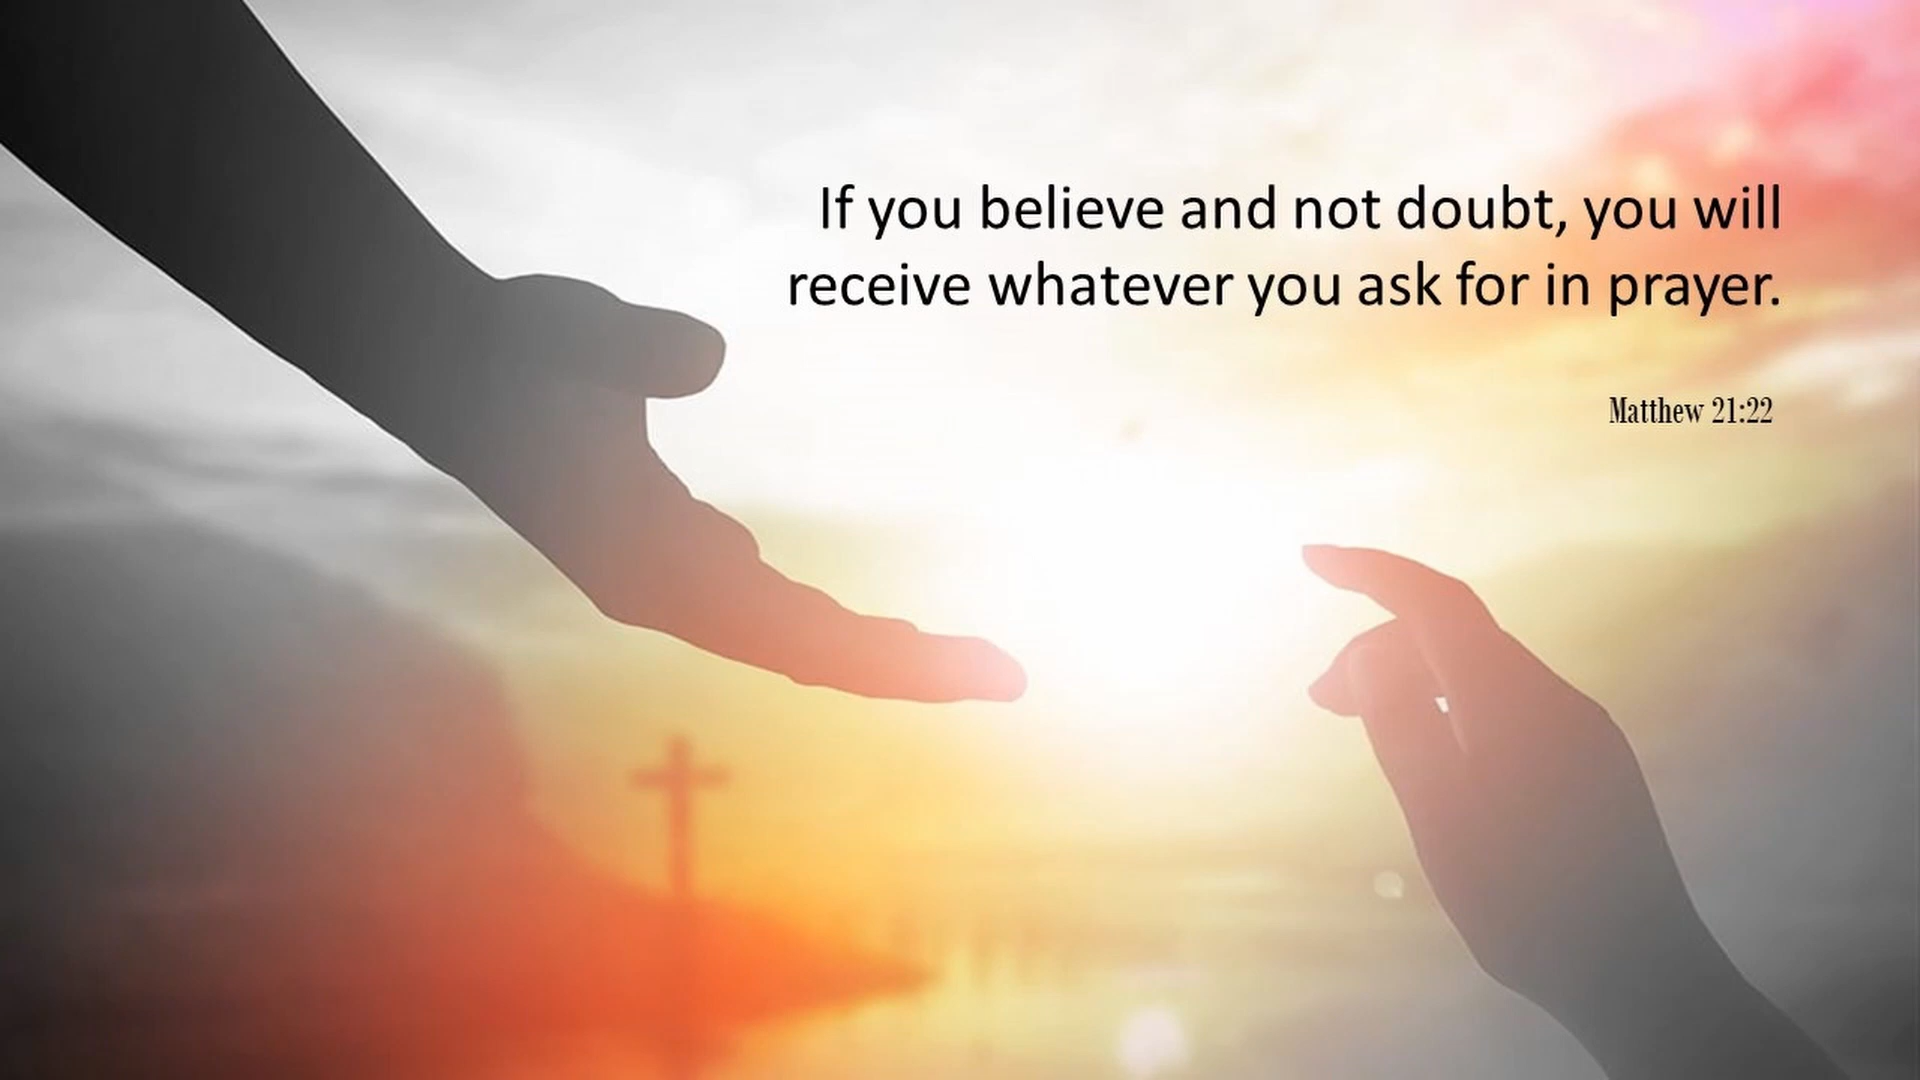 If you believe and not doubt, you will
receive whatever you ask for in prayer.
Matthew 21:22